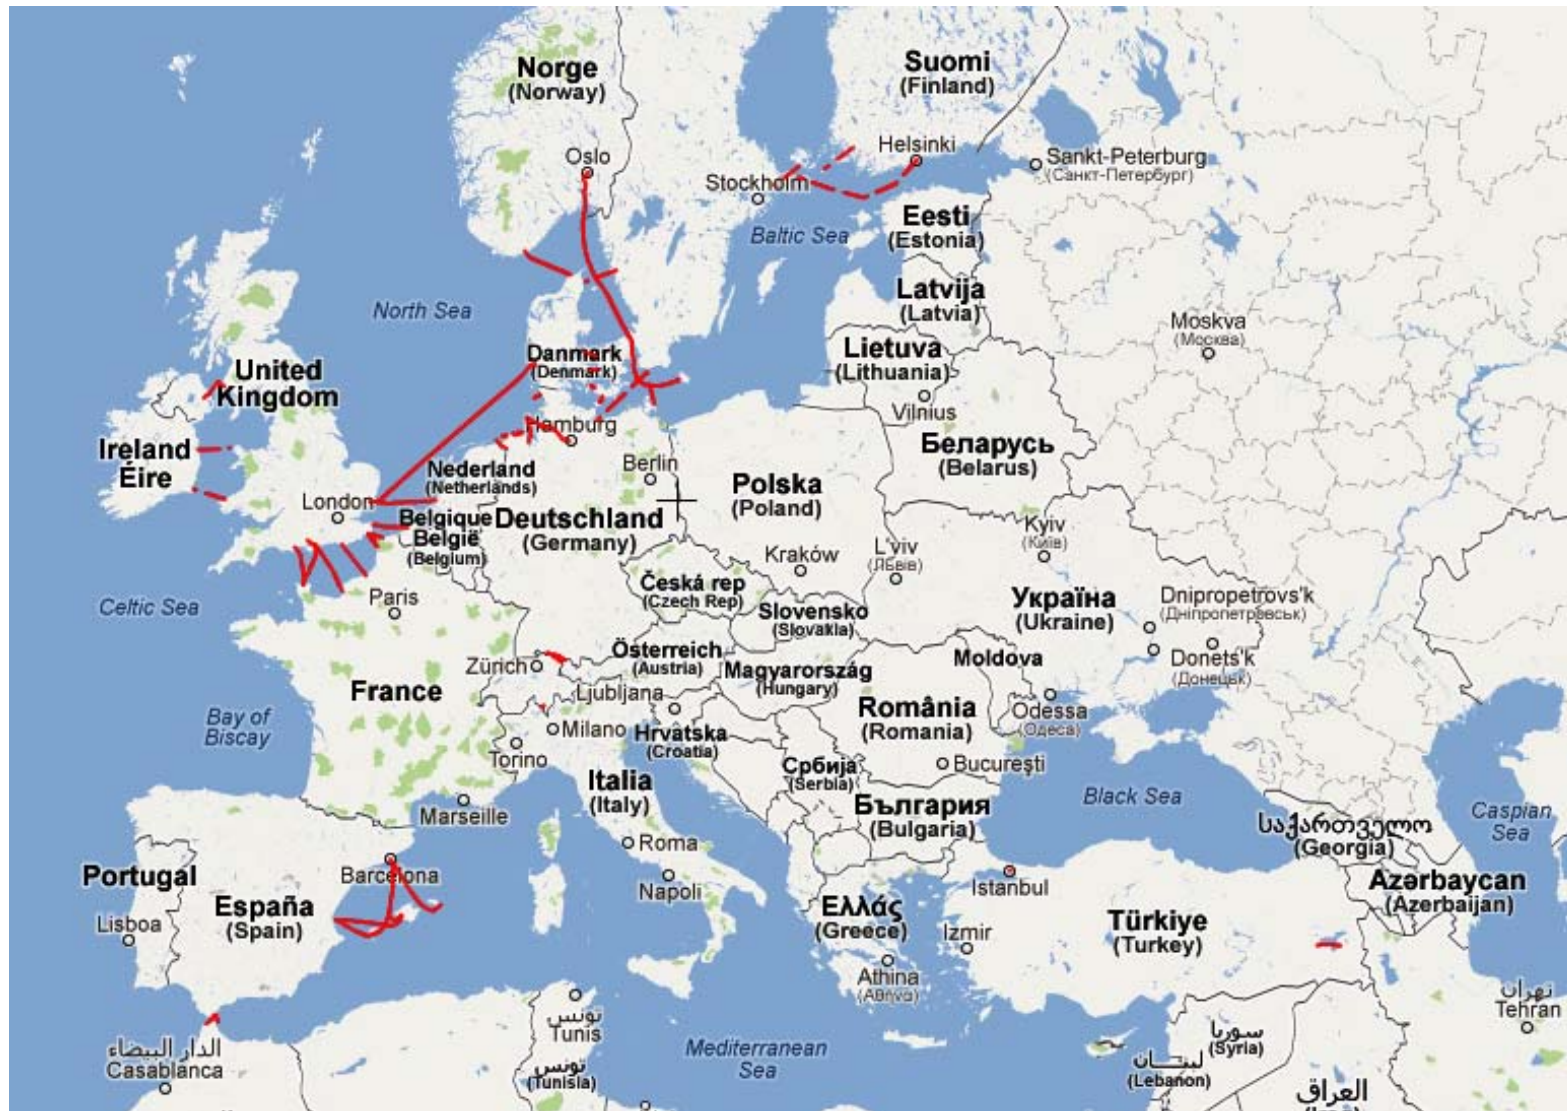 Norge
(Norway)
Suomi
(Finland)
Oslo
Helsinki
Stockholm
Sankt-Peterburg
(Санкт-Петербург)
Eesti
(Estonia)
Baltic Sea
Latvija
(Latvia)
North Sea
Moskva
(Москва)
Lietuva
(Lithuania)
Vilnius
Danmark
(Denmark)
United
Kingdom
Ireland
Éire
Hamburg
Беларусь
(Belarus)
Nederland
(Netherlands)
Berlin
Polska
(Poland)
London
Belgique
België
(Belgium)
Deutschland
(Germany)
Kyiv
(Київ)
Kraków
L'viv
(Львів)
Česká rep
(Czech Rep)
Paris
Celtic Sea
Slovensko
(Slovakia)
Україна
(Ukraine)
Dnipropetrovs'k
(Дніпропетровськ)
Donets'k
(Донецьк)
Österreich
(Austria)
Zürich
Moldova
Magyarország
(Hungary)
France
Ljubljana
Bay of
Biscay
România
(Romania)
Odessa
(Одеса)
Milano
Hrvatska
(Croatia)
Torino
București
Србија
(Serbia)
Italia
(Italy)
Marseille
България
(Bulgaria)
Black Sea
Caspian
Sea
საქართველო
(Georgia)
Roma
Barcelona
Portugal
Napoli
Istanbul
Azərbaycan
(Azerbaijan)
España
(Spain)
Lisboa
Ελλάς
(Greece)
Izmir
Türkiye
(Turkey)
Athina
(Αθήνα)
تهران
Tehran
تونس
Tunis
الدار البيضاء
Casablanca
Mediterranean
Sea
سوريا
(Syria)
لبنان
(Lebanon)
تونس
(Tunisia)
العراق